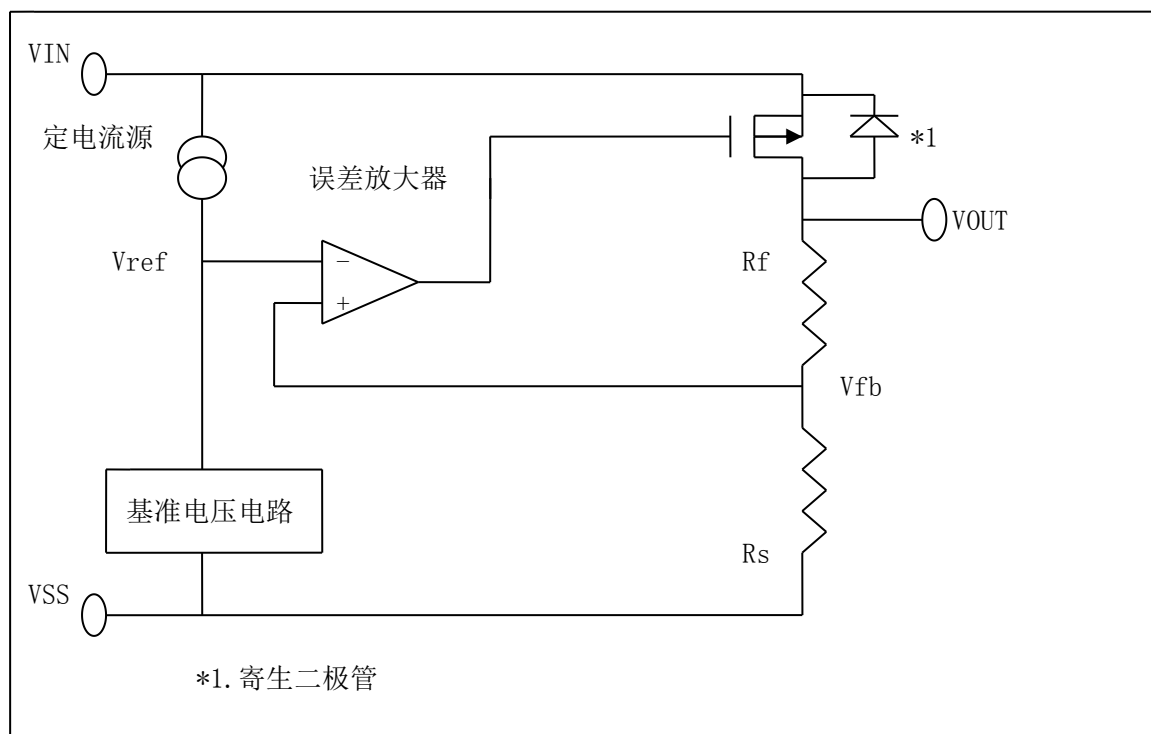 VIN
定电流源
*1
误差放大器
VOUT
Vref
Rf
−
+
Vfb
基准电压电路
Rs
VSS
*1.寄生二极管